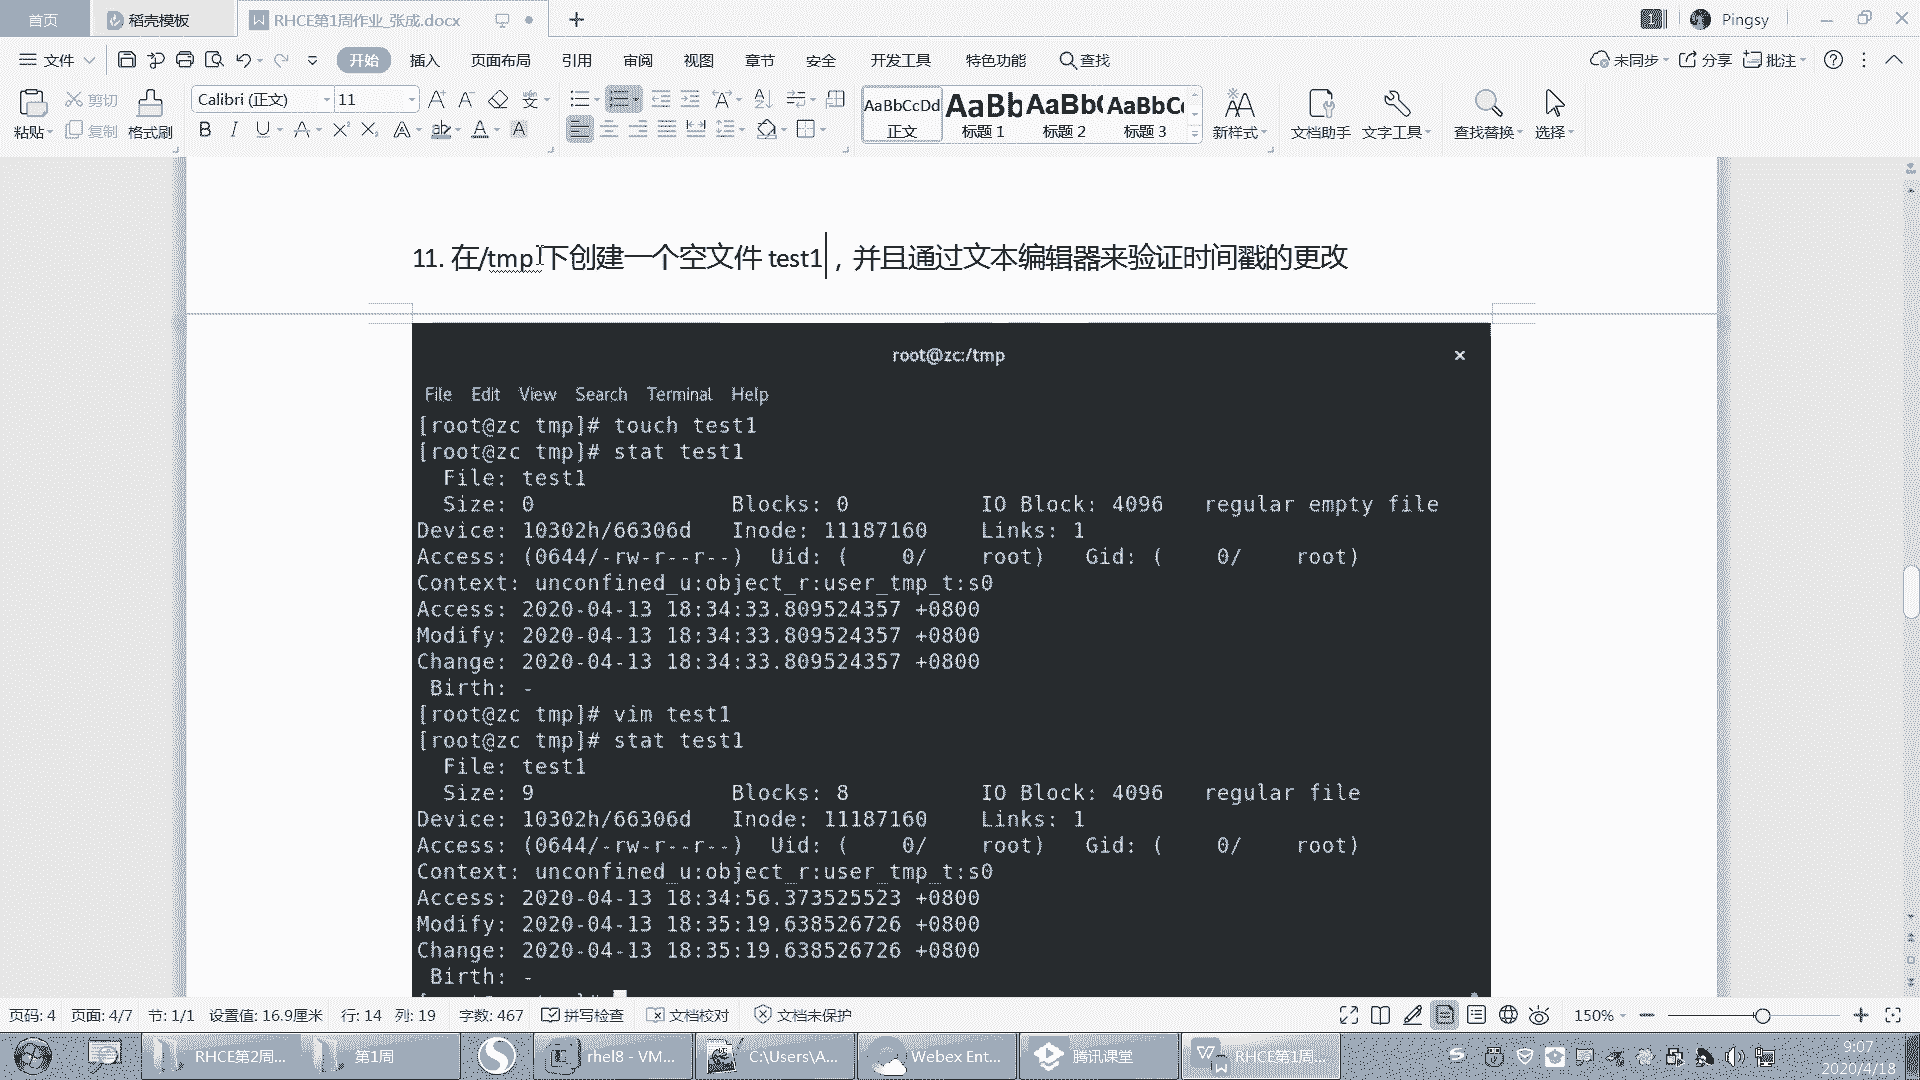 首页 稻壳模板 RHCE第1周作业_张成.docx Pingsy
文件 开始 插入 页面布局 引用 审阅 视图 章节 安全 开发工具 特色功能 查找 未同步 分享 批注
粘贴 剪切 复制 格式刷 Calibri (正文) 11
AaBbCcDd 正文 AaBb 标题 1 AaBb( 标题 2 AaBbC 标题 3 新样式 文档助手 文字工具 查找替换 选择
11. 在/tmp 下创建一个空文件 test1，并且通过文本编辑器来验证时间戳的更改
root@zc:/tmp
File Edit View Search Terminal Help
[root@zc tmp]# touch test1
[root@zc tmp]# stat test1
File: test1
Size: 0 Blocks: 0 IO Block: 4096 regular empty file
Device: 10302h/66306d Inode: 11187160 Links: 1
Access: (0644/-rw-r--r--) Uid: ( 0/ root) Gid: ( 0/ root)
Context: unconfined_u:object_r:user_tmp_t:s0
Access: 2020-04-13 18:34:33.809524357 +0800
Modify: 2020-04-13 18:34:33.809524357 +0800
Change: 2020-04-13 18:34:33.809524357 +0800
Birth: -
[root@zc tmp]# vim test1
[root@zc tmp]# stat test1
File: test1
Size: 9 Blocks: 8 IO Block: 4096 regular file
Device: 10302h/66306d Inode: 11187160 Links: 1
Access: (0644/-rw-r--r--) Uid: ( 0/ root) Gid: ( 0/ root)
Context: unconfined_u:object_r:user_tmp_t:s0
Access: 2020-04-13 18:34:56.373525523 +0800
Modify: 2020-04-13 18:35:19.638526726 +0800
Change: 2020-04-13 18:35:19.638526726 +0800
Birth: -
页码: 4 页面: 4/7 节: 1/1 设置值: 16.9厘米 行: 14 列: 19 字数: 467 拼写检查 文档校对 文档未保护 150%
RHCE第2周... 第1周 rhel8 - VM... C:\Users\A... Webex Ent... 腾讯课堂 RHCE第1周... 9:07
2020/4/18